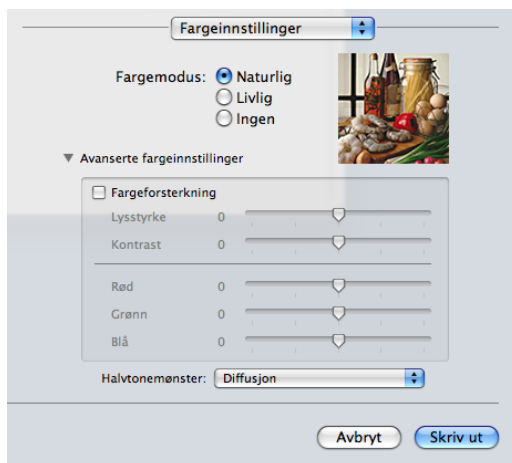 Fargeinnstillinger
Fargemodus: Naturlig
Livlig
Ingen
Avanserte fargeinnstillinger
Fargeforsterkning
Lysstyrke 0
Kontrast 0
Rød 0
Grønn 0
Blå 0
Halvtonemønster: Diffusjon
Avbryt Skriv ut